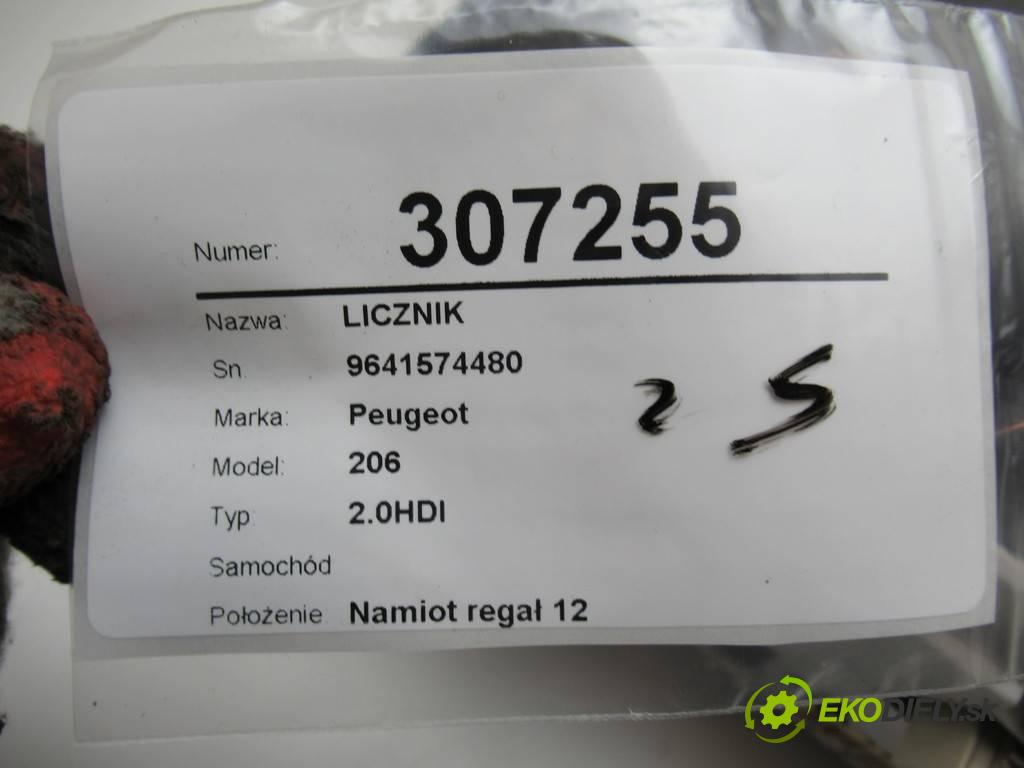 Numer: 307255
Nazwa: LICZNIK
Sn 9641574480
Marka: Peugeot
2 5
Model: 206
Typ 2.0HDI
Samochód
Położenie Namiot regał 12
EKODIELY.sk